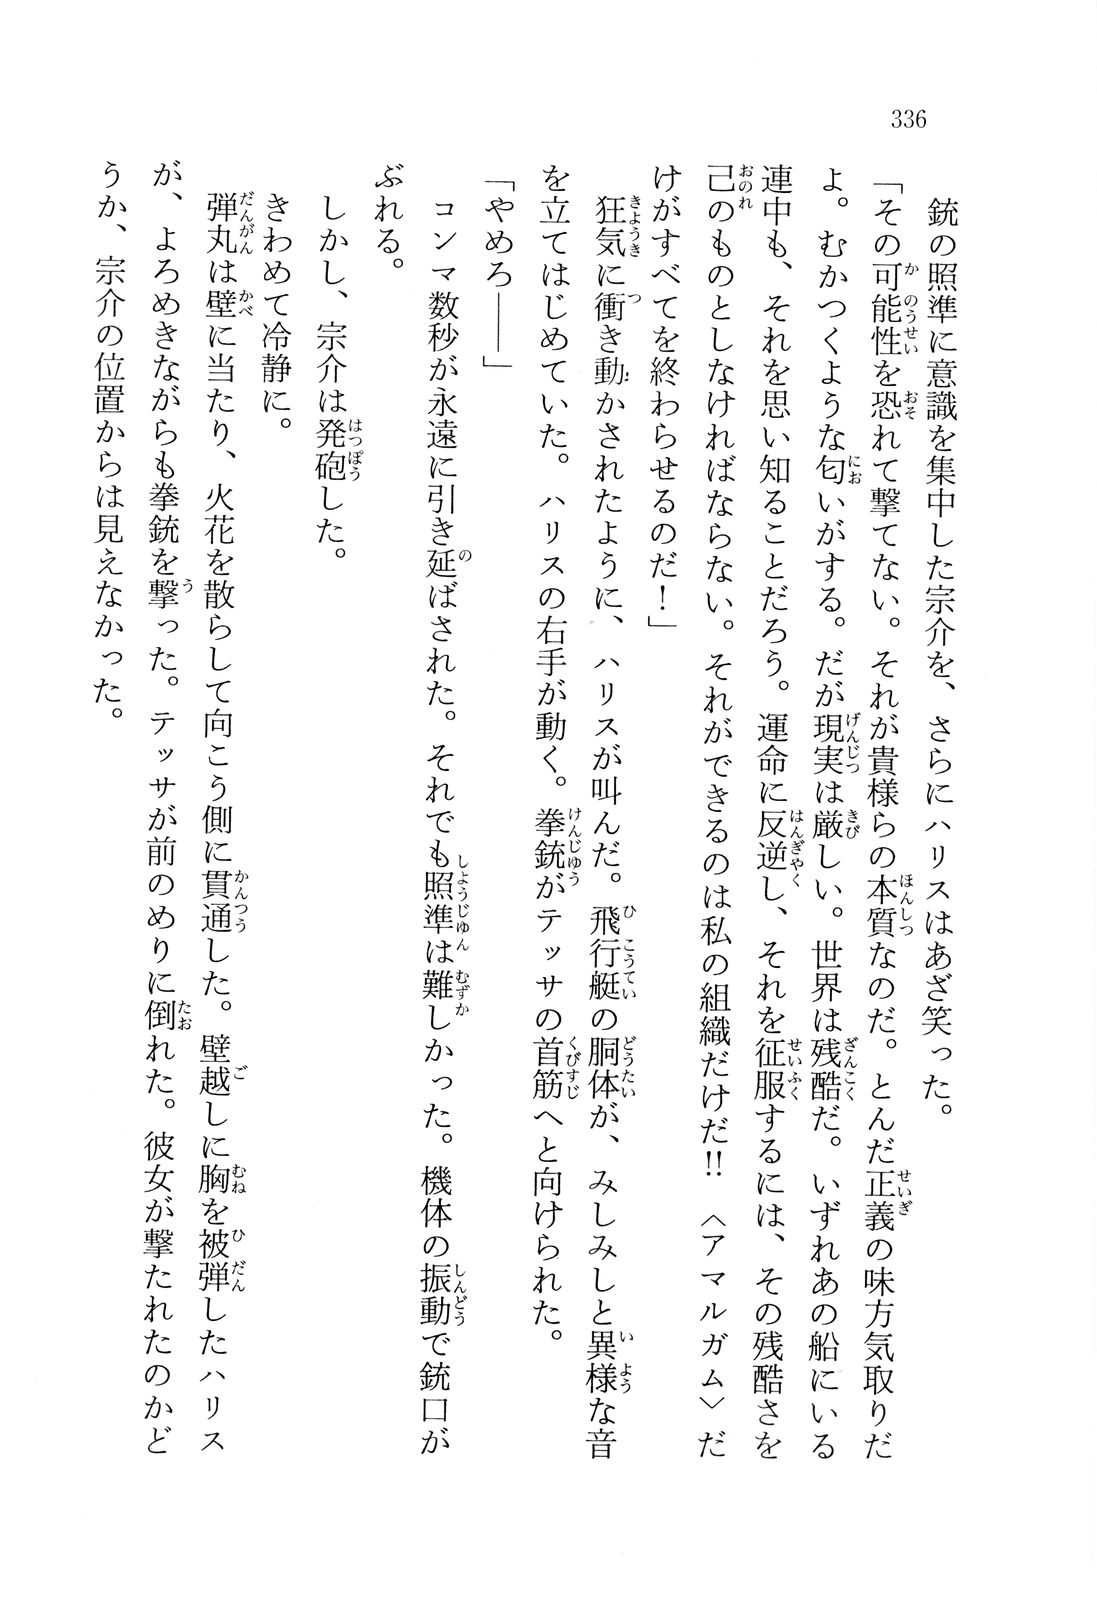 336
銃の照準に意識を集中した宗介を、さらにハリスはあざ笑った。
「その可能性を恐れて撃てない。それが貴様らの本質なのだ。とんだ正義の味方気取りだ
よ。むかつくような匂いがする。だが現実は厳しい。世界は残酷だ。いずれあの船にいる
連中も、それを思い知ることだろう。運命に反逆し、それを征服するには、その残酷さを
己のものとしなければならない。それができるのは私の組織だけだ!! 〈アマルガム〉だ
けがすべてを終わらせるのだ！」
狂気に衝き動かされたように、ハリスが叫んだ。飛行艇の胴体が、みしみしと異様な音
を立てはじめていた。ハリスの右手が動く。拳銃がテッサの首筋へと向けられた。
「やめろ――」
コンマ数秒が永遠に引き延ばされた。それでも照準は難しかった。機体の振動で銃口が
ぶれる。
しかし、宗介は発砲した。
きわめて冷静に。
弾丸は壁に当たり、火花を散らして向こう側に貫通した。壁越しに胸を被弾したハリス
が、よろめきながらも拳銃を撃った。テッサが前のめりに倒れた。彼女が撃たれたのかど
うか、宗介の位置からは見えなかった。